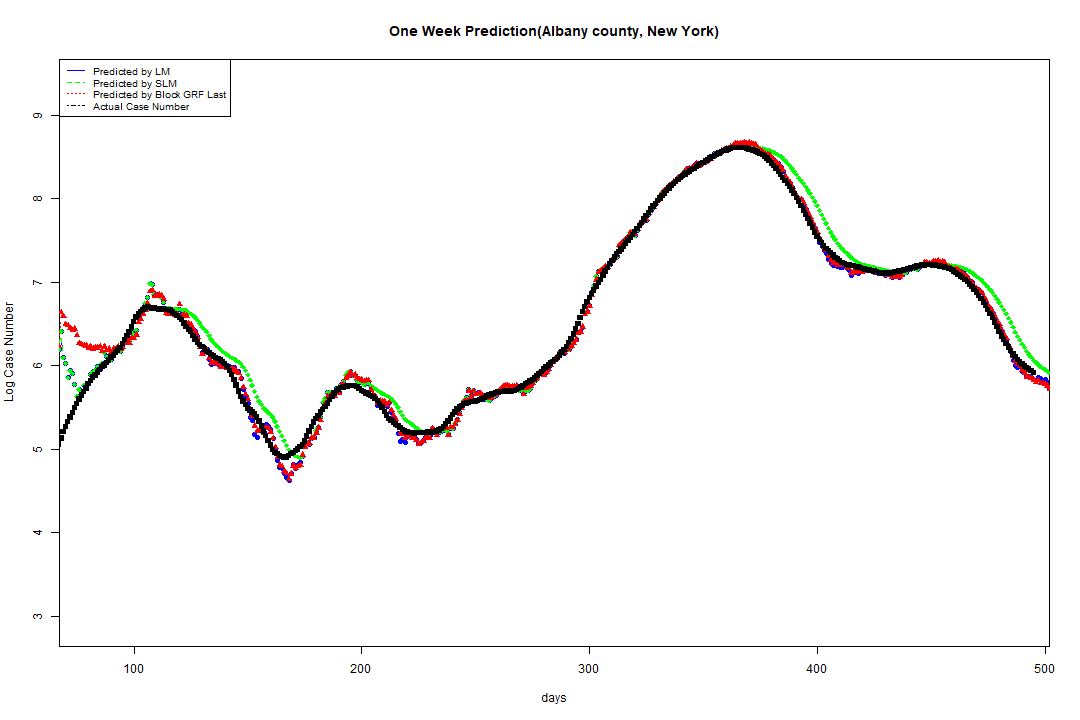 One Week Prediction(Albany county, New York)
Predicted by LM
Predicted by SLM
Predicted by Block GRF Last
Actual Case Number
Log Case Number
9
8
7
6
5
4
3
100 200 300 400 500
days